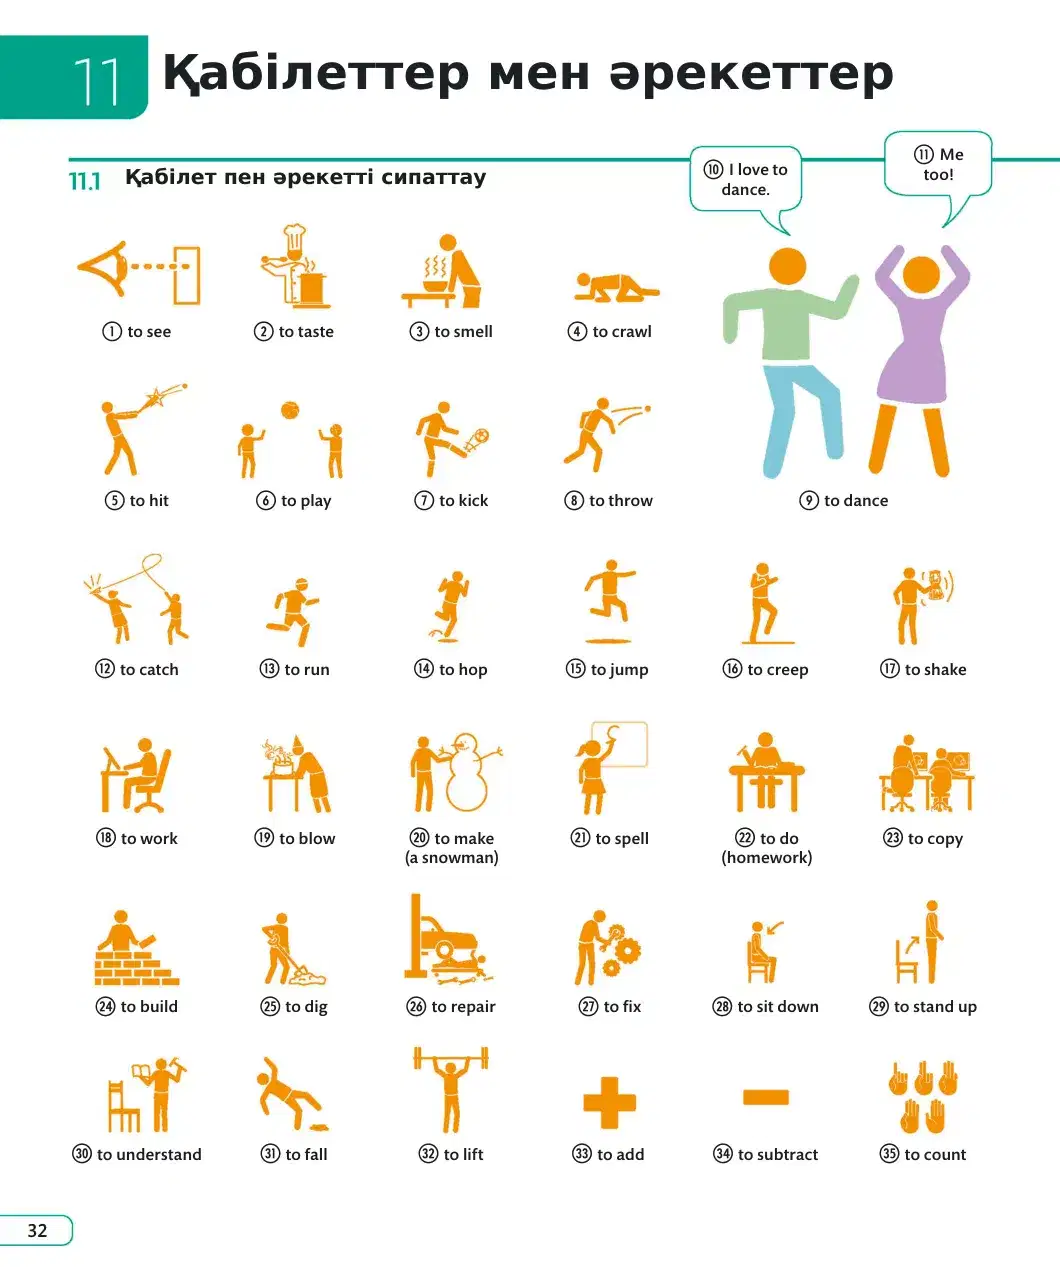 11
Қабілеттер мен әрекеттер
11.1 Қабілет пен әрекетті сипаттау
⑩ I love to
dance.
⑪ Me
too!
① to see
② to taste
③ to smell
④ to crawl
⑤ to hit
⑥ to play
⑦ to kick
⑧ to throw
⑨ to dance
⑫ to catch
⑬ to run
⑭ to hop
⑮ to jump
⑯ to creep
⑰ to shake
⑱ to work
⑲ to blow
⑳ to make
(a snowman)
㉑ to spell
㉒ to do
(homework)
㉓ to copy
㉔ to build
㉕ to dig
㉖ to repair
㉗ to fix
㉘ to sit down
㉙ to stand up
㉚ to understand
㉛ to fall
㉜ to lift
㉝ to add
㉞ to subtract
㉟ to count
32